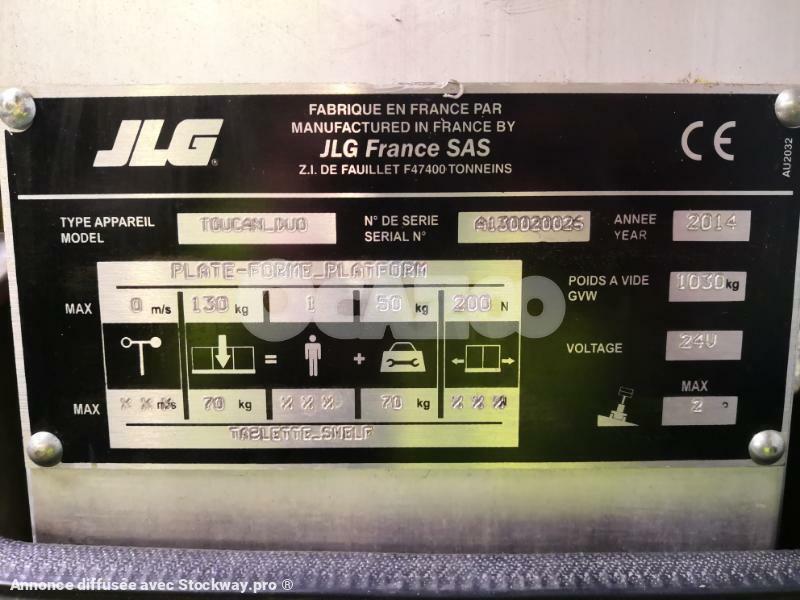 JLG®
FABRIQUE EN FRANCE PAR
MANUFACTURED IN FRANCE BY
JLG France SAS
Z.I. DE FAUILLET F47400 TONNEINS
CE
AU2032
TYPE APPAREIL
MODEL
TOUCAN_DUO
N° DE SERIE
SERIAL N°
A130020026
ANNEE
YEAR
2014
PLATE-FORME_PLATFORM
MAX 0 m/s 130 kg 1 50 kg 200 N
= +
MAX X X X m/s 70 kg X X X 70 kg X X X N
TABLETTE_SHELF
POIDS A VIDE
GVW
1030 kg
VOLTAGE
24V
MAX
2 °
OCAZOO
Annonce diffusée avec Stockway.pro ®